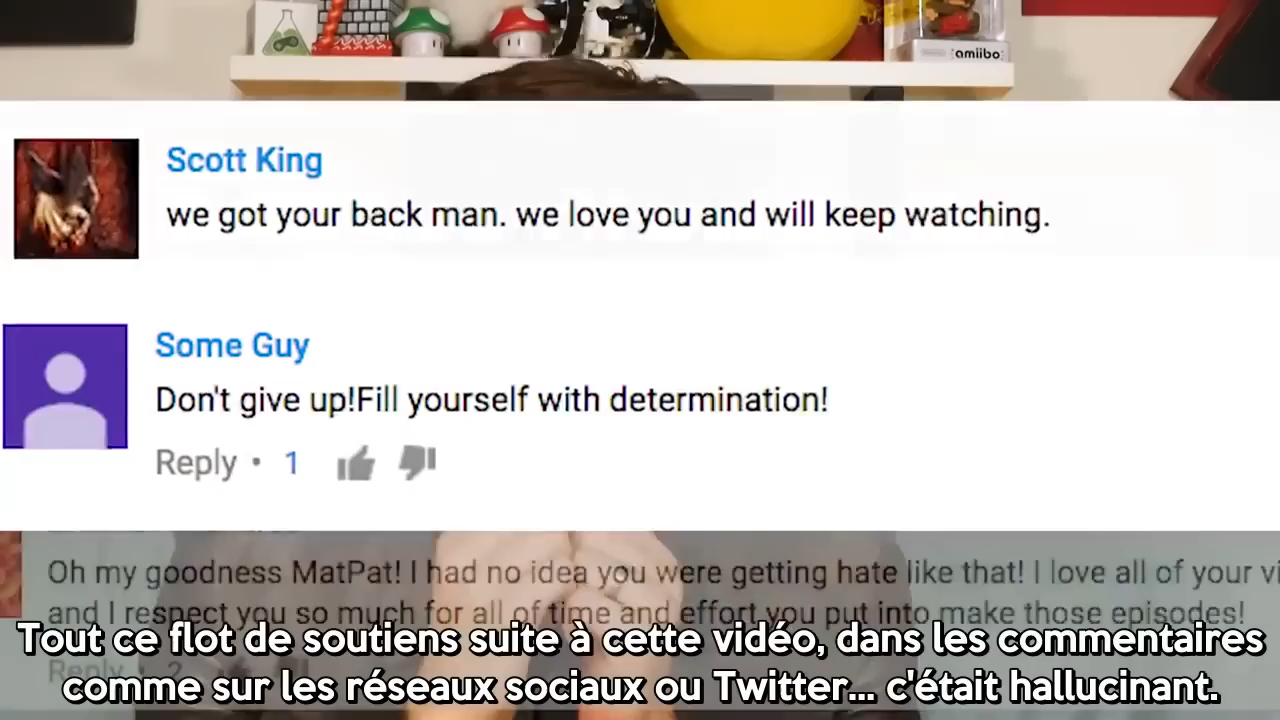 amiibo
Scott King
we got your back man. we love you and will keep watching.
Some Guy
Don't give up!Fill yourself with determination!
Reply • 1
Oh my goodness MatPat! I had no idea you were getting hate like that! I love all of your vi
and I respect you so much for all of time and effort you put into make those episodes!
Reply • 2
Tout ce flot de soutiens suite à cette vidéo, dans les commentaires
comme sur les réseaux sociaux ou Twitter... c'était hallucinant.